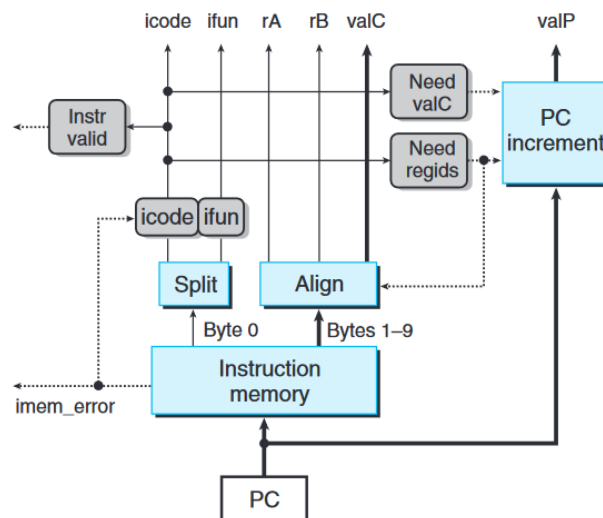 icode ifun rA rB valC valP
Need
valC
Instr
valid
PC
increment
Need
regids
icode ifun
Split
Align
Byte 0
Bytes 1–9
Instruction
memory
imem_error
PC